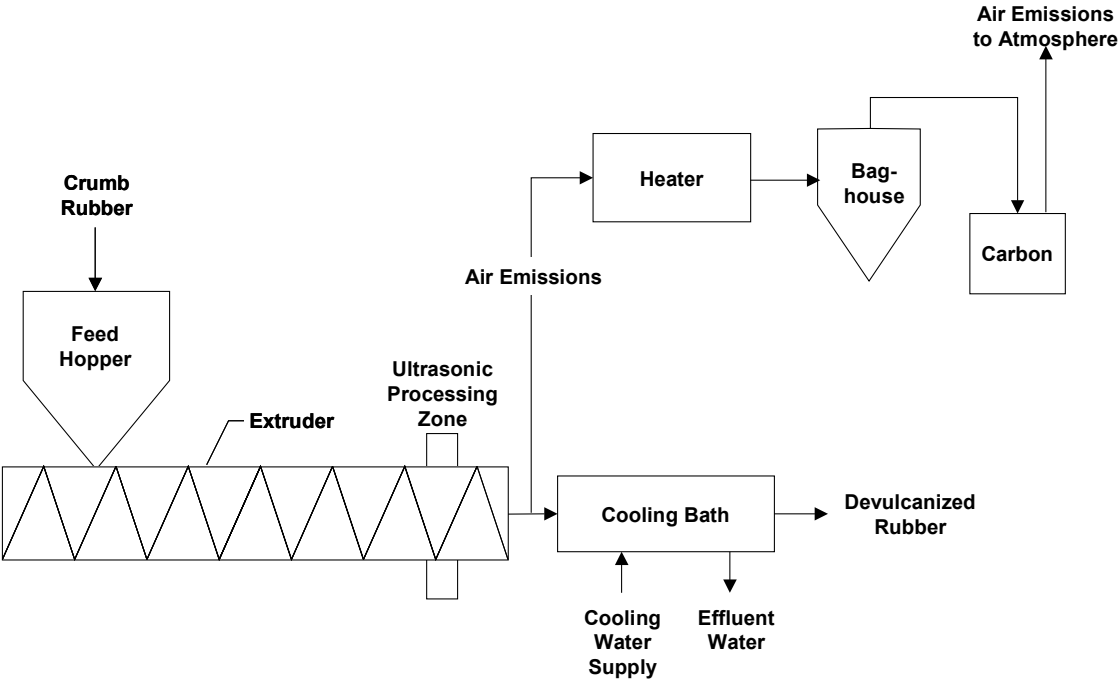 Air Emissions
to Atmosphere
Heater
Bag-
house
Crumb
Rubber
Carbon
Air Emissions
Feed
Hopper
Ultrasonic
Processing
Zone
Extruder
Cooling Bath
Devulcanized
Rubber
Cooling
Water
Supply
Effluent
Water